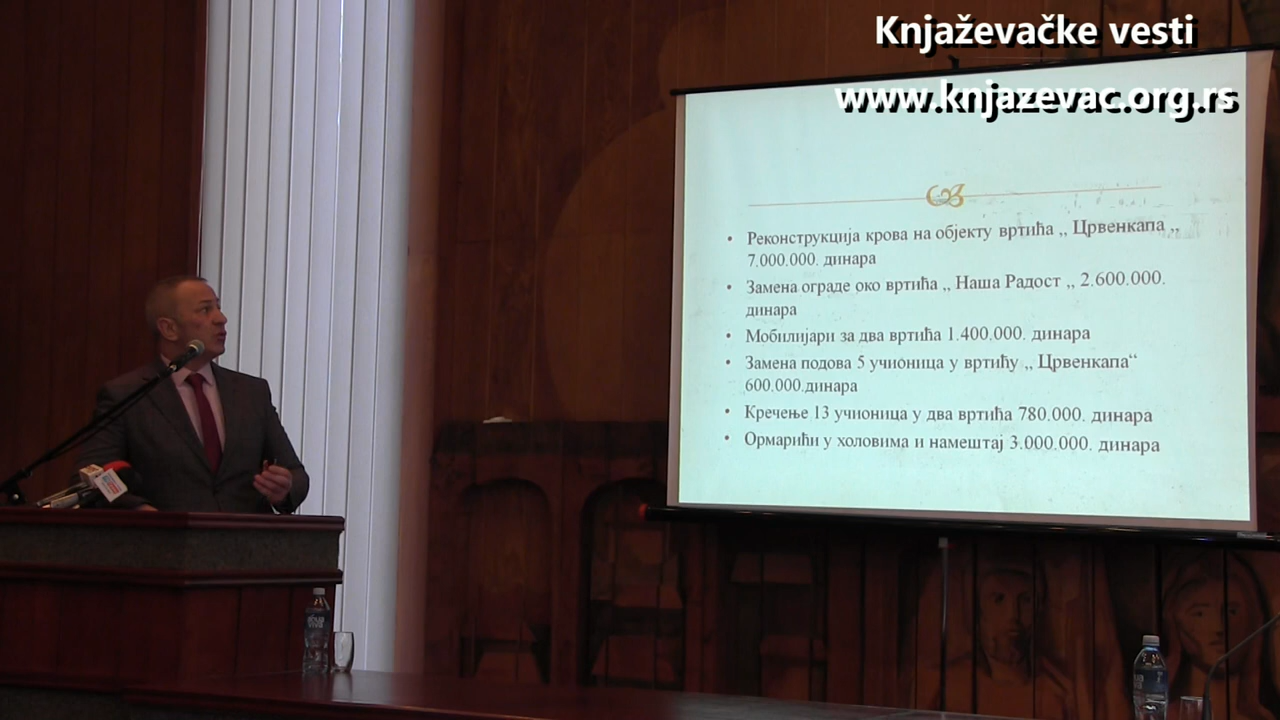 Knjaževačke vesti
www.knjazevac.org.rs
• Реконструкција крова на објекту вртића ,, Црвенкапа ,,
7.000.000. динара
• Замена ограде око вртића ,, Наша Радост ,, 2.600.000.
динара
• Мобилијари за два вртића 1.400.000. динара
• Замена подова 5 учионица у вртићу ,, Црвенкапа“
600.000.динара
• Кречење 13 учионица у два вртића 780.000. динара
• Ормарићи у холовима и намештај 3.000.000. динара